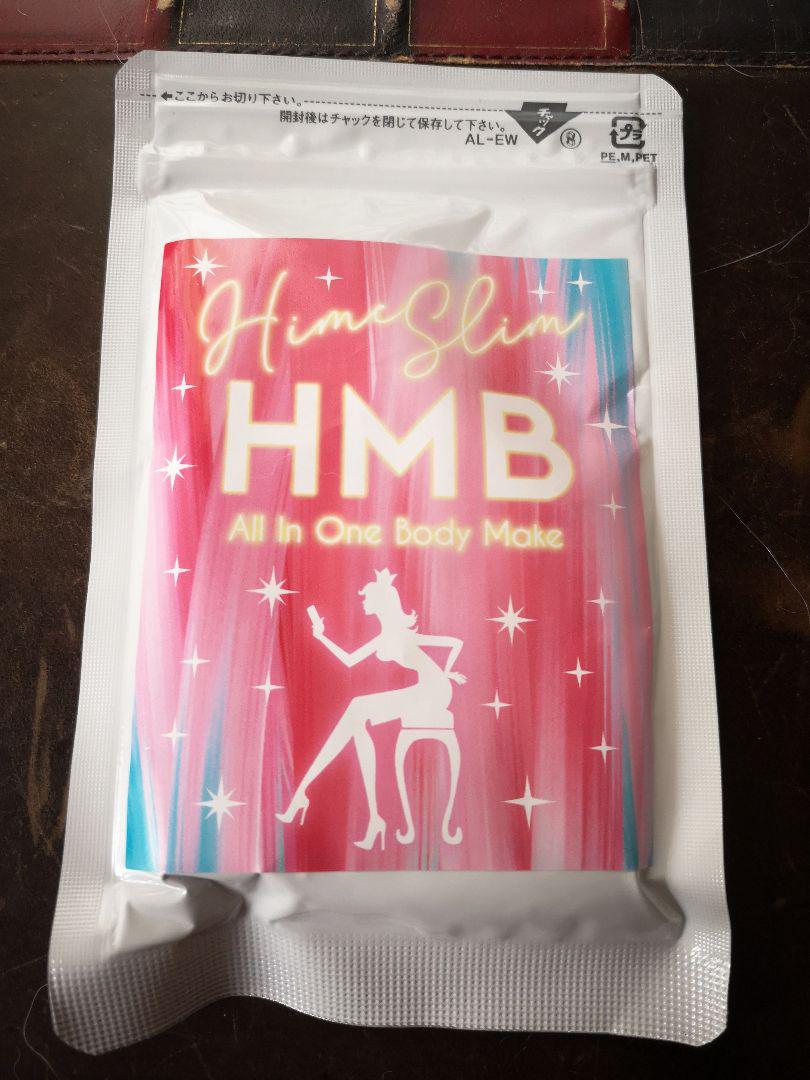 ←ここからお切り下さい。
開封後はチャックを閉じて保存して下さい。
チャック
AL-EW
プラ
PE,M,PET
HimeSlim
HMB
All In One Body Make